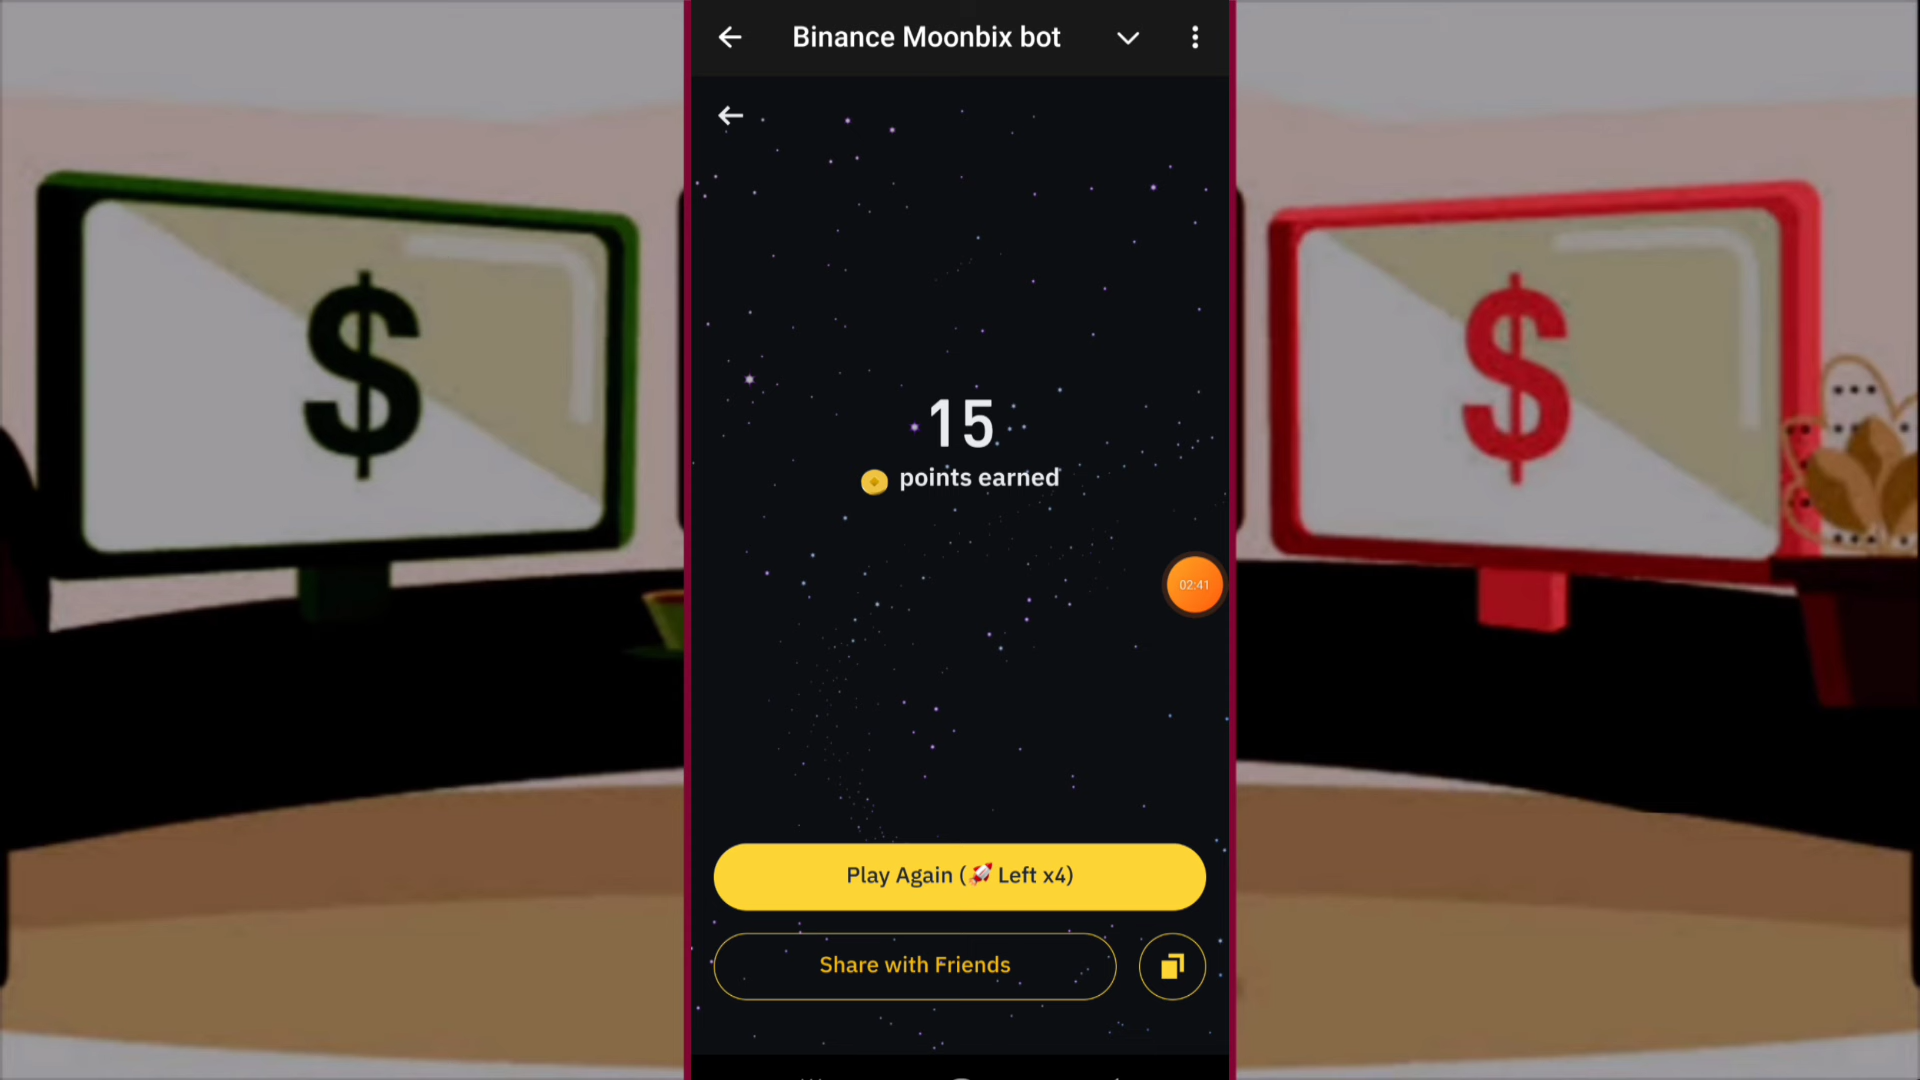 Binance Moonbix bot
15
points earned
02:41
Play Again (🚀 Left x4)
Share with Friends
$
$